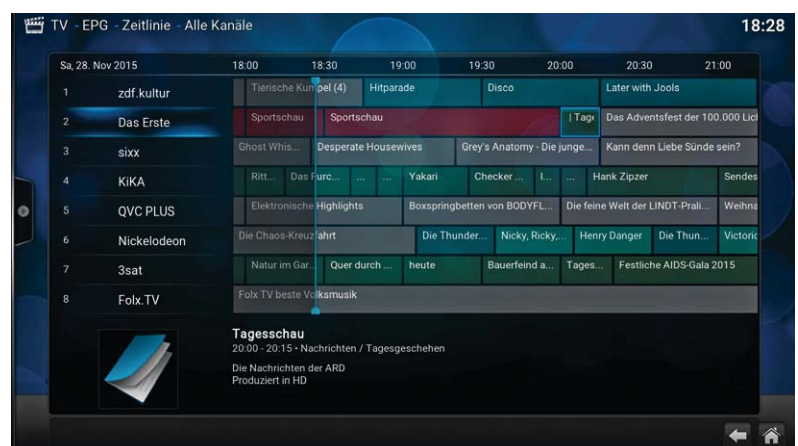 TV - EPG - Zeitlinie - Alle Kanäle 18:28
Sa, 28. Nov 2015 18:00 18:30 19:00 19:30 20:00 20:30 21:00
1 zdf.kultur Tierische Kumpel (4) Hitparade Disco Later with Jools
2 Das Erste Sportschau Sportschau | Tage Das Adventsfest der 100.000 Lic
3 sixx Ghost Whis... Desperate Housewives Grey's Anatomy - Die junge... Kann denn Liebe Sünde sein?
4 KiKA Ritt... Das Furc... ... ... Yakari Checker ... I... ... Hank Zipzer Sendes
5 QVC PLUS Elektronische Highlights Boxspringbetten von BODYFL... Die feine Welt der LINDT-Prali... Weihna
6 Nickelodeon Die Chaos-Kreuzfahrt Die Thunder... Nicky, Ricky,... Henry Danger Die Thun... Victoric
7 3sat Natur im Gar... Quer durch ... heute Bauerfeind a... Tages... Festliche AIDS-Gala 2015
8 Folx.TV Folx TV beste Volksmusik
Tagesschau
20:00 - 20:15 • Nachrichten / Tagesgeschehen
Die Nachrichten der ARD
Produziert in HD